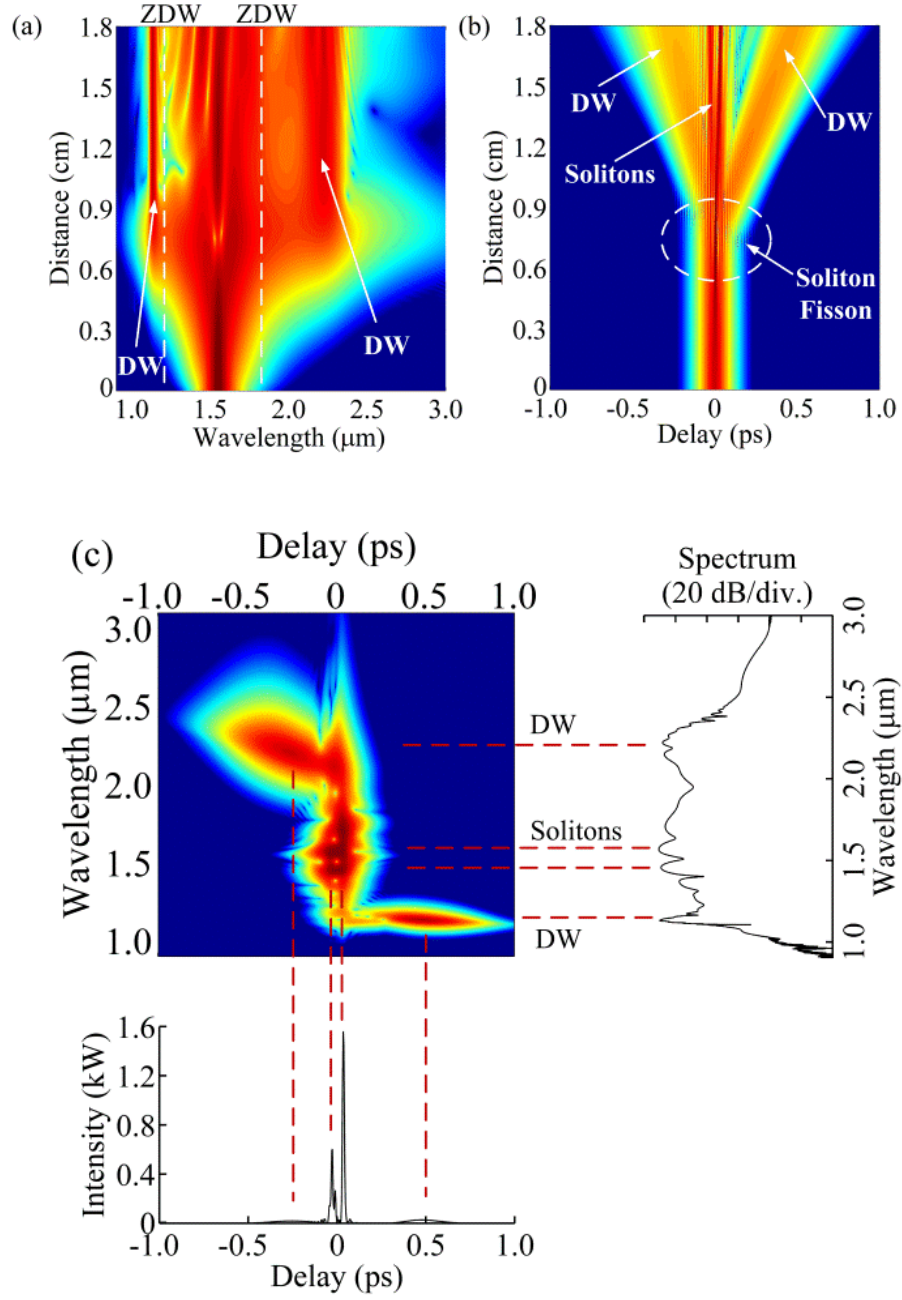 (a)
ZDW
ZDW
1.8
1.5
1.2
0.9
0.6
0.3
0
Distance (cm)
DW
DW
1.0
1.5
2.0
2.5
3.0
Wavelength (μm)
(b)
1.8
1.5
1.2
0.9
0.6
0.3
0
Distance (cm)
DW
DW
Solitons
Soliton
Fisson
-1.0
-0.5
0
0.5
1.0
Delay (ps)
(c)
Delay (ps)
-1.0
-0.5
0
0.5
1.0
3.0
2.5
2.0
1.5
1.0
Wavelength (μm)
DW
Solitons
DW
Spectrum
(20 dB/div.)
3.0
2.5
2.0
1.5
1.0
Wavelength (μm)
1.6
1.2
0.8
0.4
0
Intensity (kW)
-1.0
-0.5
0
0.5
1.0
Delay (ps)